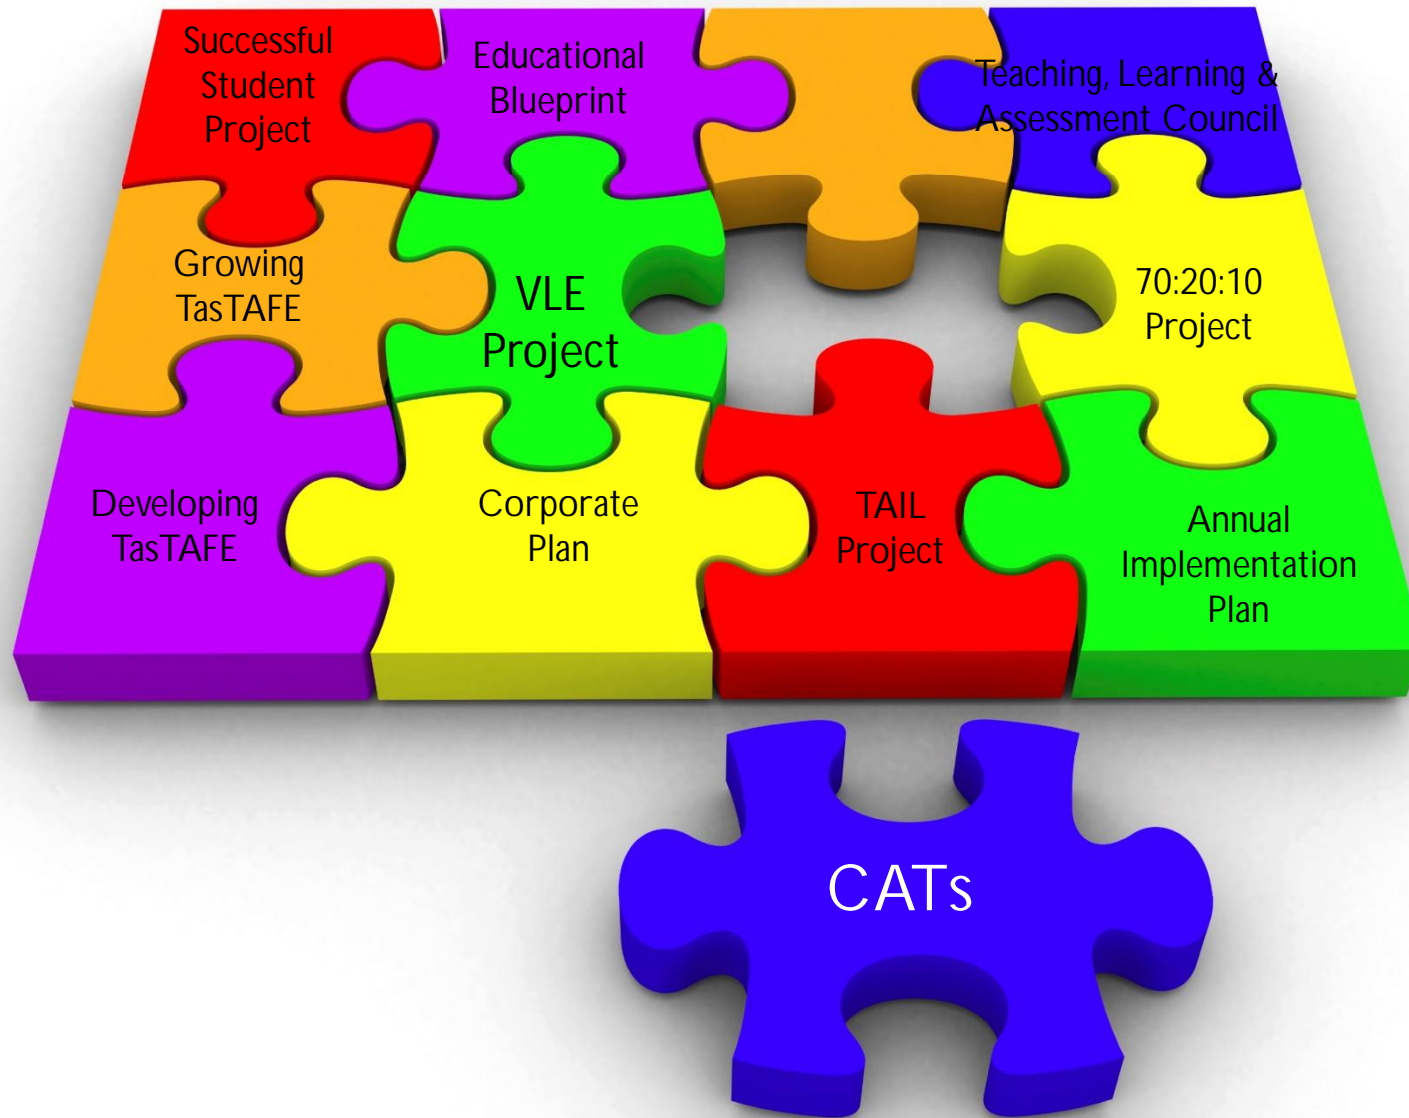 Successful
Student
Project
Educational
Blueprint
Teaching, Learning &
Assessment Council
Growing
TasTAFE
VLE
Project
70:20:10
Project
Developing
TasTAFE
Corporate
Plan
TAIL
Project
Annual
Implementation
Plan
CATs